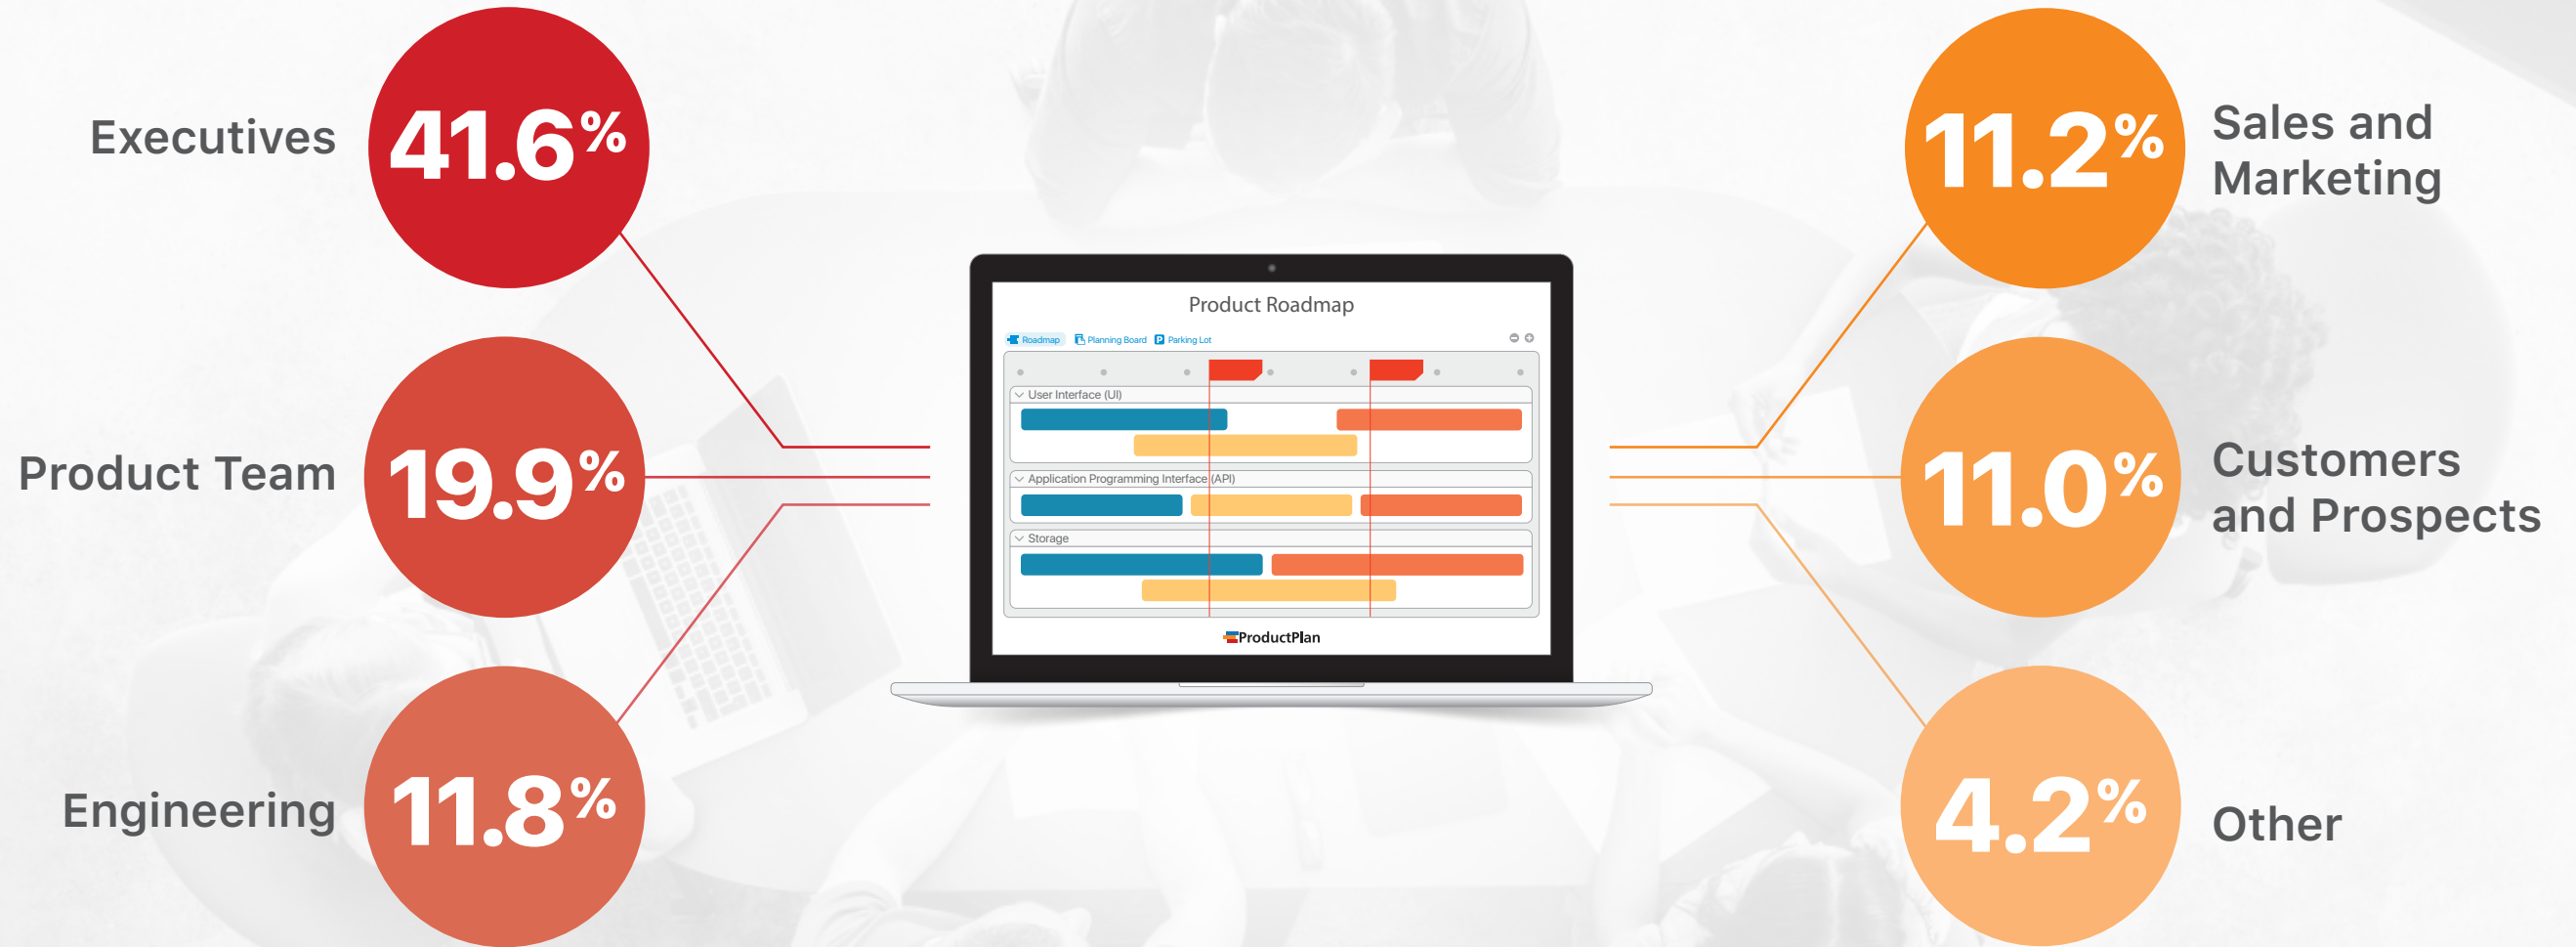 Executives
41.6%
Product Team
19.9%
Engineering
11.8%
Product Roadmap
Roadmap Planning Board P Parking Lot
User Interface (UI)
Application Programming Interface (API)
Storage
ProductPlan
11.2%
Sales and
Marketing
11.0%
Customers
and Prospects
4.2%
Other